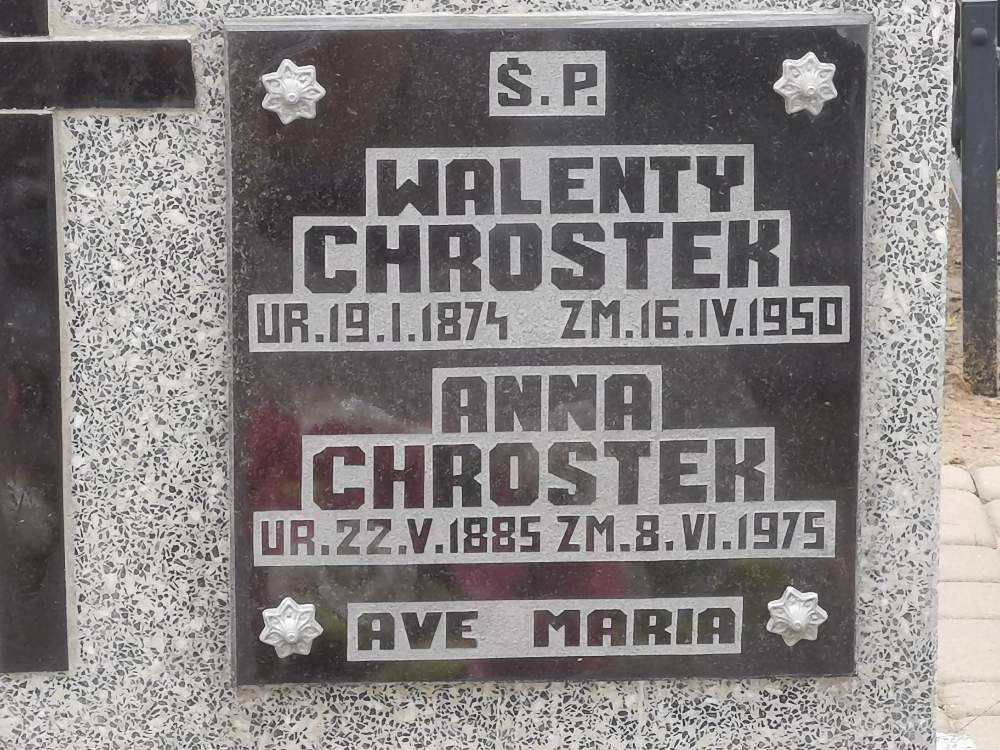 Ś.P.
WALENTY
CHROSTEK
UR.19.I.1874 ZM.16.IV.1950
ANNA
CHROSTEK
UR.22.V.1885 ZM.8.VI.1975
AVE MARIA